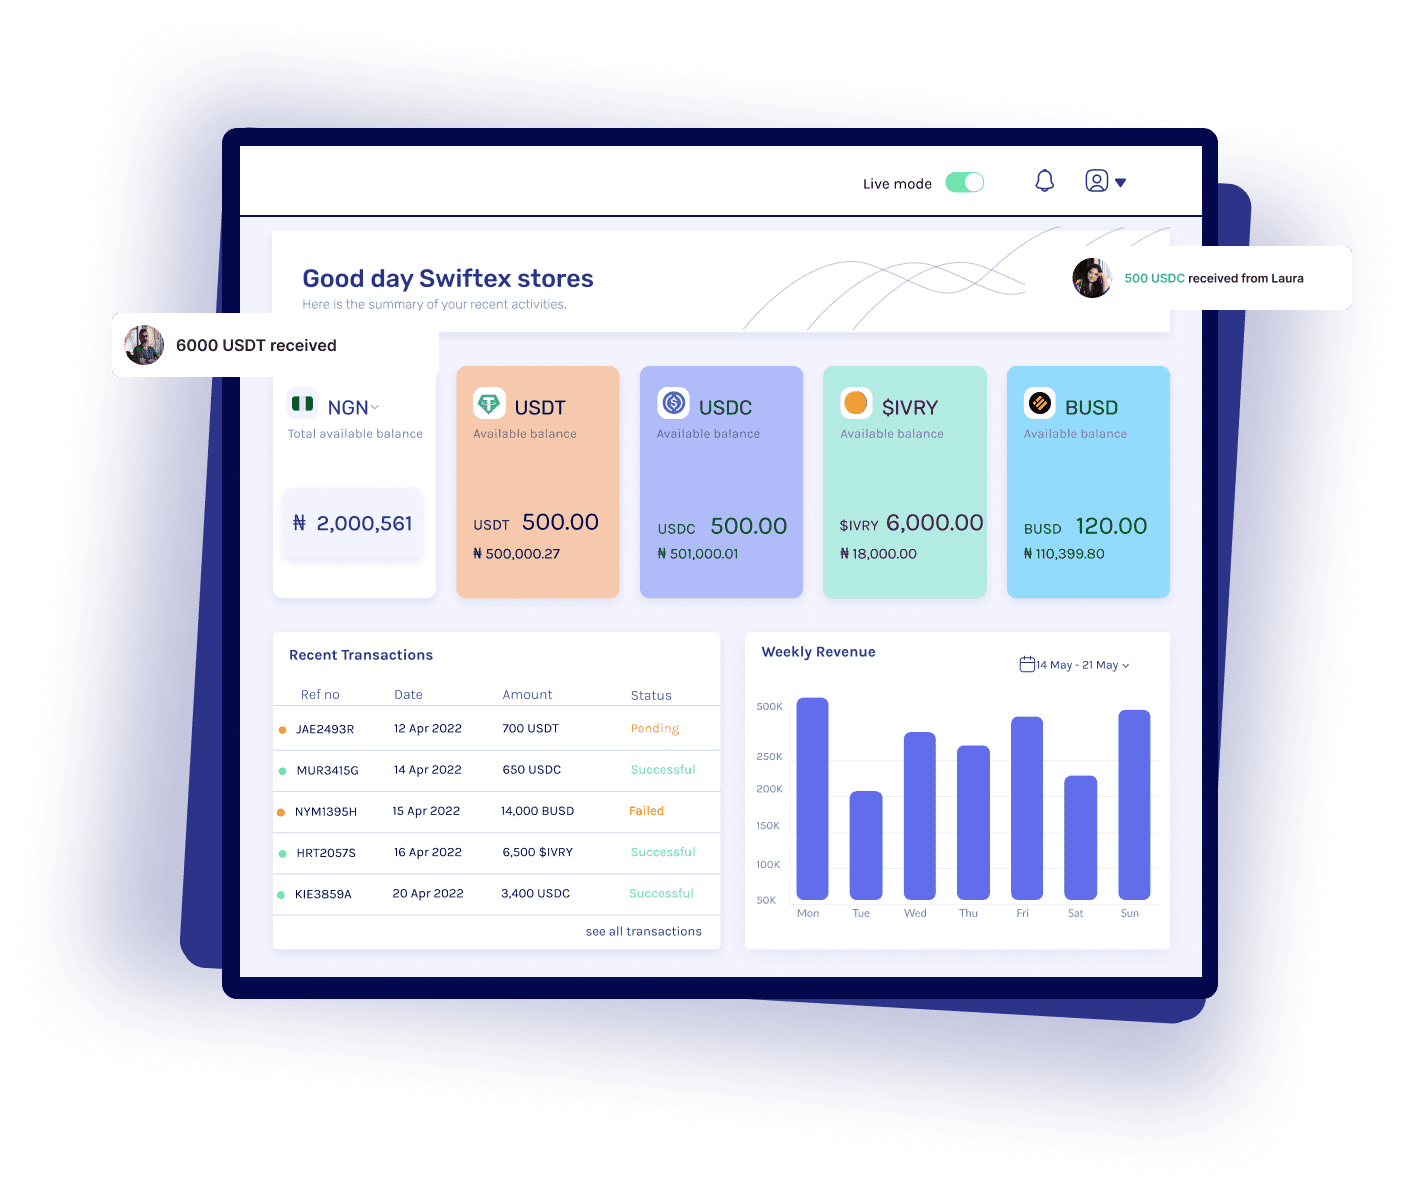 Live mode
Good day Swiftex stores
Here is the summary of your recent activities.
500 USDC received from Laura
6000 USDT received
NGN
Total available balance
₦ 2,000,561
USDT
Available balance
USDT 500.00
₦ 500,000.27
USDC
Available balance
USDC 500.00
₦ 501,000.01
$IVRY
Available balance
$IVRY 6,000.00
₦ 18,000.00
BUSD
Available balance
BUSD 120.00
₦ 110,399.80
Recent Transactions
Ref no Date Amount Status
JAE2493R 12 Apr 2022 700 USDT Pending
MUR3415G 14 Apr 2022 650 USDC Successful
NYM1395H 15 Apr 2022 14,000 BUSD Failed
HRT2057S 16 Apr 2022 6,500 $IVRY Successful
KIE3859A 20 Apr 2022 3,400 USDC Successful
see all transactions
Weekly Revenue
14 May - 21 May
500K
250K
200K
150K
100K
50K
Mon Tue Wed Thu Fri Sat Sun